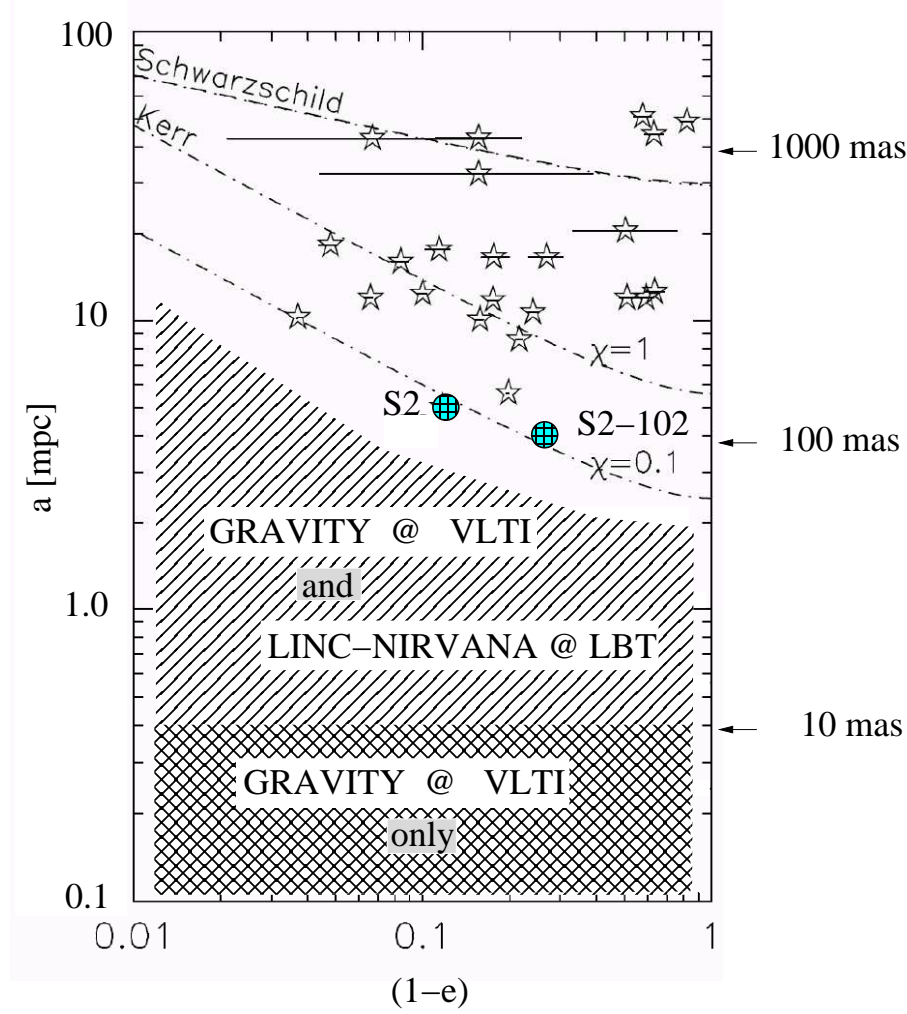 100
Schwarzschild
Kerr
1000 mas
10
χ=1
S2
S2−102
100 mas
χ=0.1
a [mpc]
GRAVITY @ VLTI
and
1.0
LINC−NIRVANA @ LBT
10 mas
GRAVITY @ VLTI
only
0.1
0.01
0.1
1
(1−e)